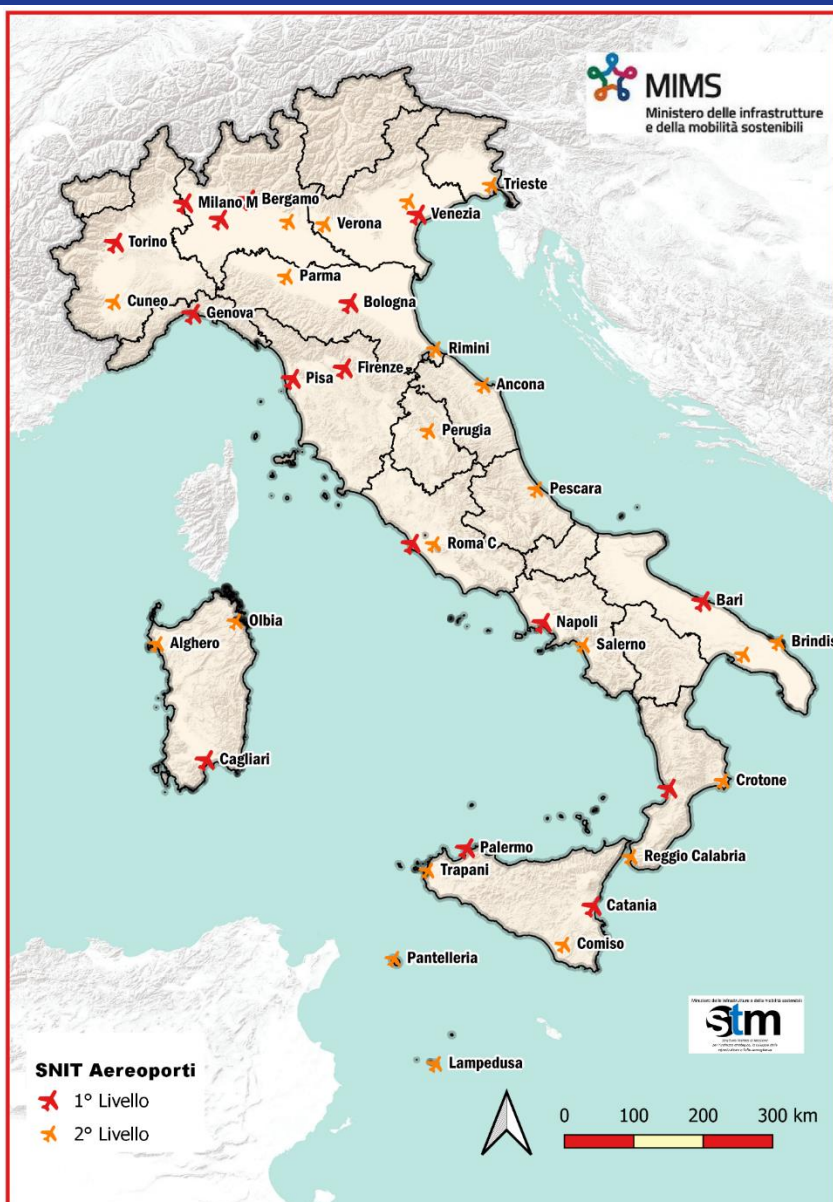 MIMS
Ministero delle infrastrutture
e della mobilità sostenibili
Trieste
Milano M
Bergamo
Venezia
Verona
Torino
Parma
Cuneo
Genova
Bologna
Rimini
Firenze
Pisa
Ancona
Perugia
Pescara
Roma C
Bari
Olbia
Napoli
Alghero
Salerno
Brindis
Cagliari
Crotone
Palermo
Reggio Calabria
Trapani
Catania
Comiso
Pantelleria
stm
Lampedusa
SNIT Aereoporti
1° Livello
2° Livello
0 100 200 300 km